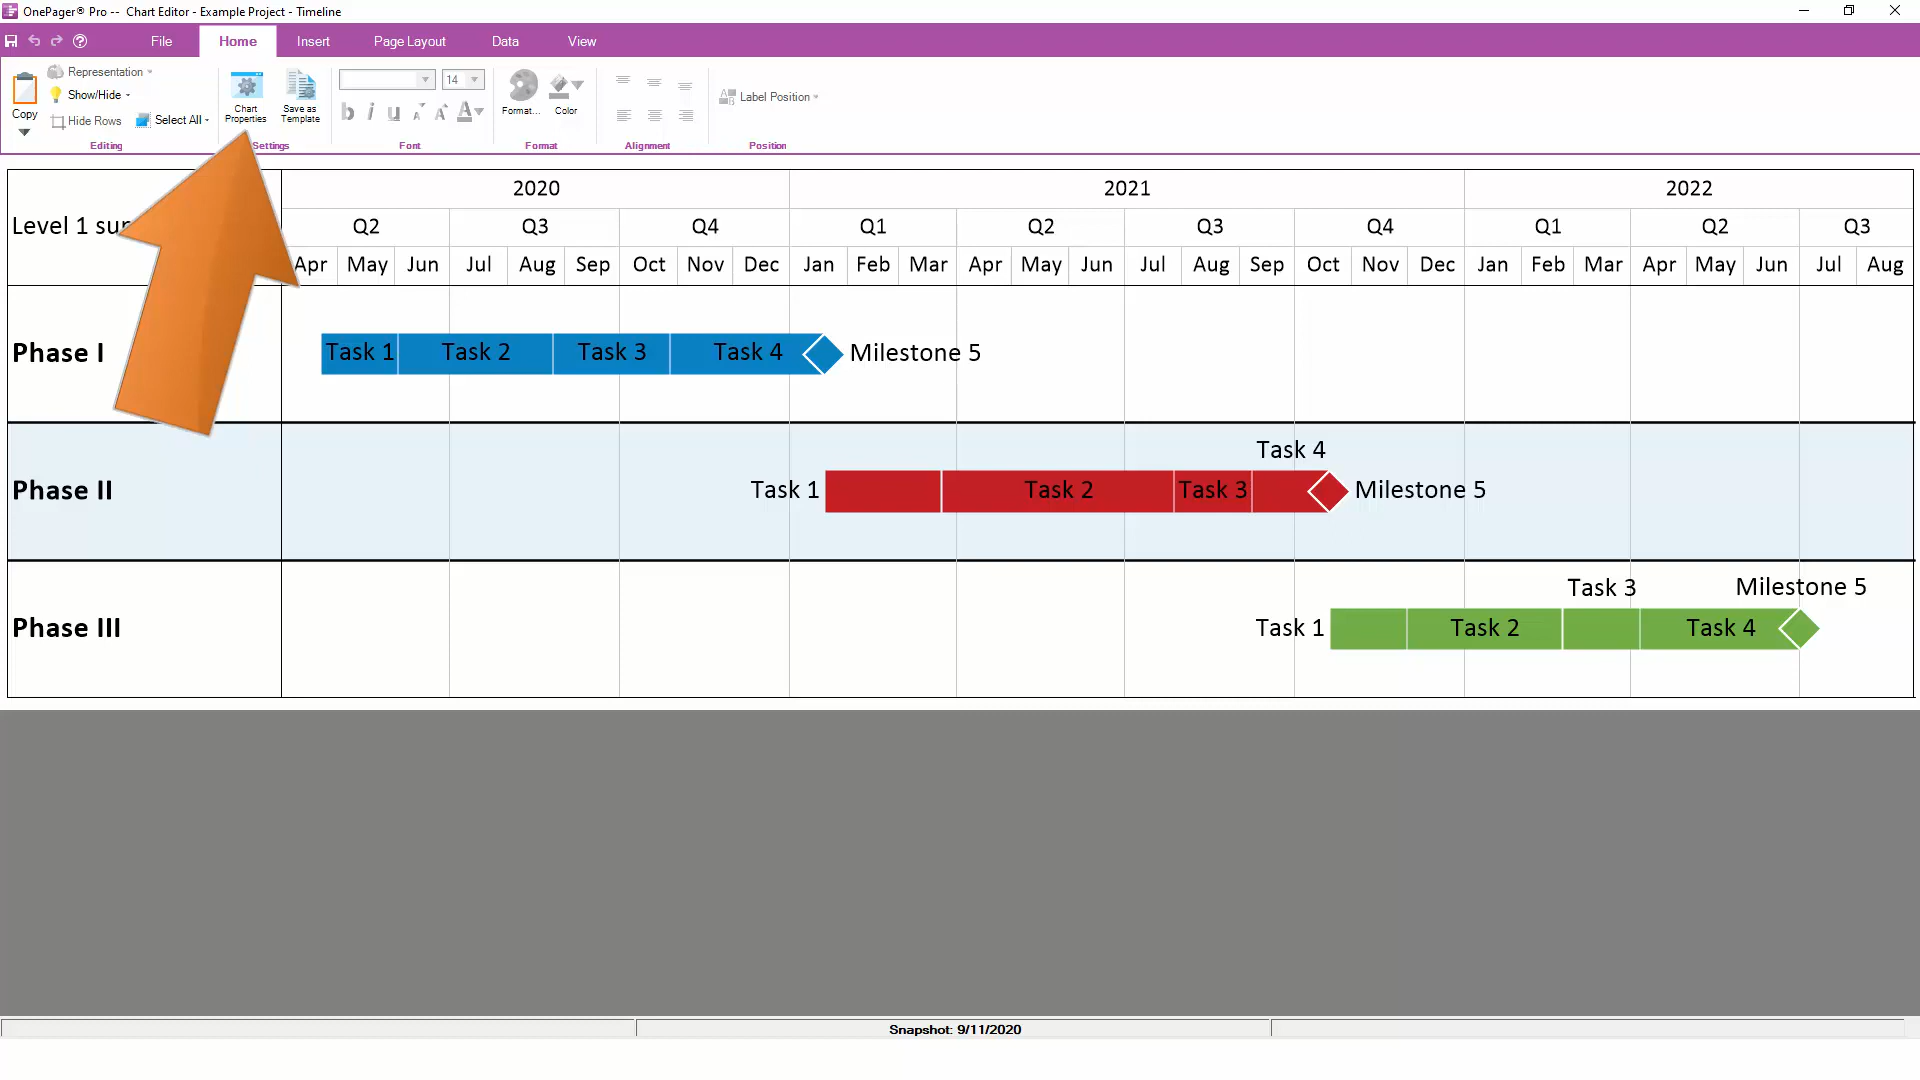 OnePager® Pro -- Chart Editor - Example Project - Timeline
File Home Insert Page Layout Data View
Copy
Representation
Show/Hide
Hide Rows Select All
Editing
Chart Properties
Save as Template
Settings
14
b i u A A A
Font
Format... Color
Format
Alignment
Label Position
Position
2020 2021 2022
Level 1
Q2 Q3 Q4 Q1 Q2 Q3 Q4 Q1 Q2 Q3
Apr May Jun Jul Aug Sep Oct Nov Dec Jan Feb Mar Apr May Jun Jul Aug Sep Oct Nov Dec Jan Feb Mar Apr May Jun Jul Aug
Phase I Task 1 Task 2 Task 3 Task 4 Milestone 5
Task 4
Phase II Task 1 Task 2 Task 3 Milestone 5
Task 3 Milestone 5
Phase III Task 1 Task 2 Task 4
Snapshot: 9/11/2020